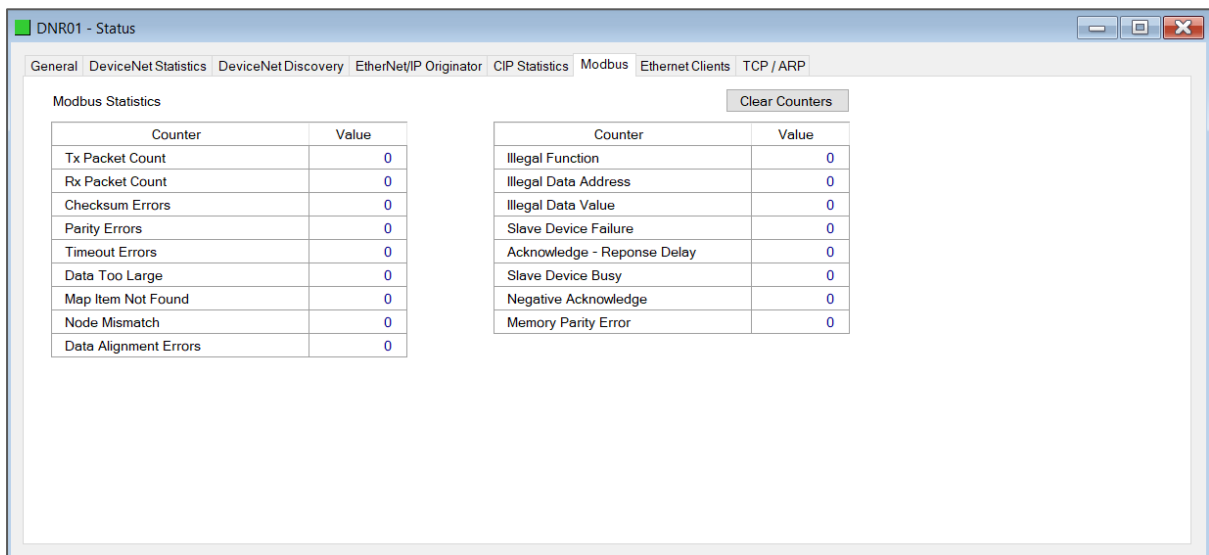 DNR01 - Status
General DeviceNet Statistics DeviceNet Discovery EtherNet/IP Originator CIP Statistics Modbus Ethernet Clients TCP / ARP
Modbus Statistics
Clear Counters
Counter Value
Tx Packet Count 0
Rx Packet Count 0
Checksum Errors 0
Parity Errors 0
Timeout Errors 0
Data Too Large 0
Map Item Not Found 0
Node Mismatch 0
Data Alignment Errors 0
Counter Value
Illegal Function 0
Illegal Data Address 0
Illegal Data Value 0
Slave Device Failure 0
Acknowledge - Reponse Delay 0
Slave Device Busy 0
Negative Acknowledge 0
Memory Parity Error 0